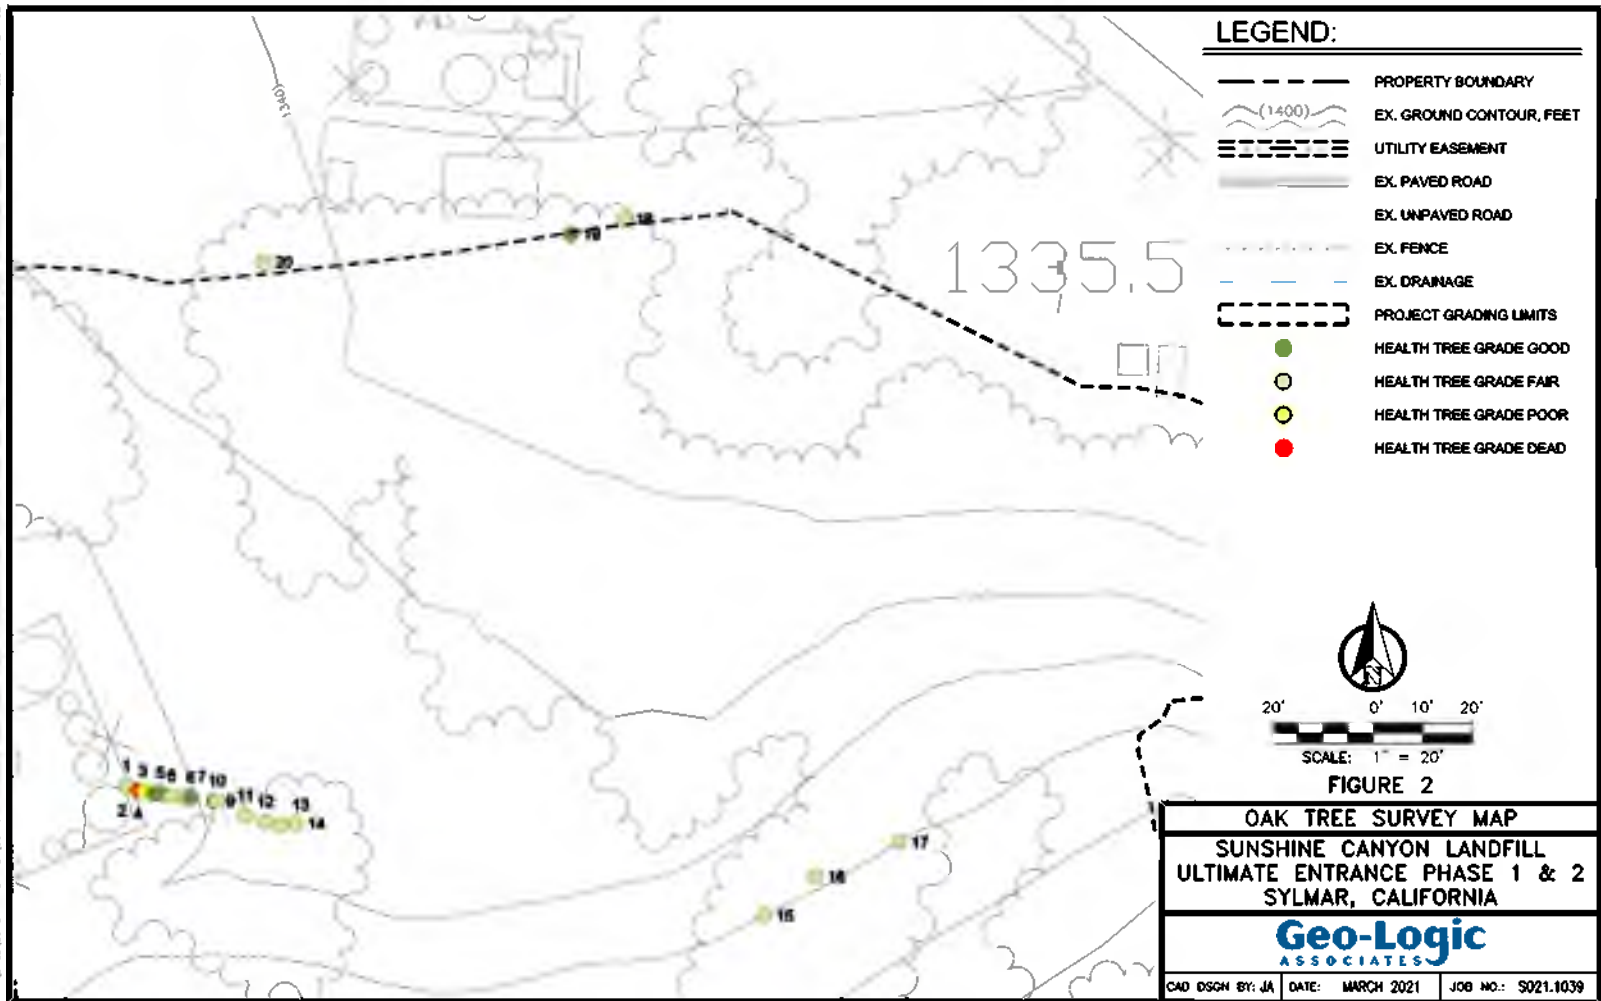 LEGEND:
PROPERTY BOUNDARY
(1400)
EX. GROUND CONTOUR, FEET
UTILITY EASEMENT
EX. PAVED ROAD
EX. UNPAVED ROAD
EX. FENCE
EX. DRAINAGE
PROJECT GRADING LIMITS
HEALTH TREE GRADE GOOD
HEALTH TREE GRADE FAIR
HEALTH TREE GRADE POOR
HEALTH TREE GRADE DEAD
1340)
18
19
20
1335.5
1 3 5 6 8 7 10
2 4
9 11 12 13
14
17
16
15
N
20' 0' 10' 20'
SCALE: 1" = 20'
FIGURE 2
OAK TREE SURVEY MAP
SUNSHINE CANYON LANDFILL
ULTIMATE ENTRANCE PHASE 1 & 2
SYLMAR, CALIFORNIA
Geo-Logic
ASSOCIATES
CAD DSGN BY: JA DATE: MARCH 2021 JOB NO.: SO21.1039